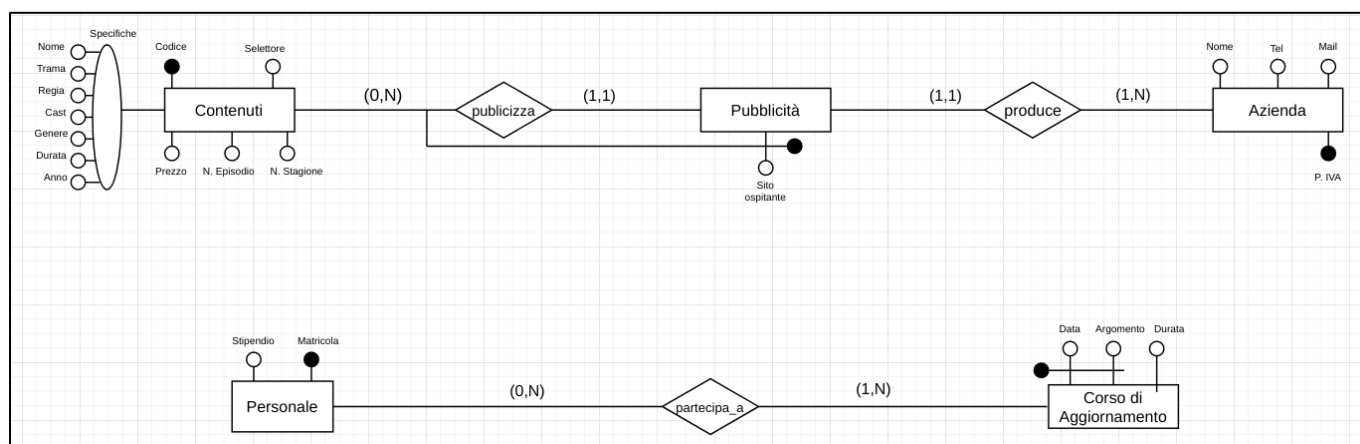 Specifiche
Nome
Trama
Regia
Cast
Genere
Durata
Anno
Codice
Selettore
Contenuti
Prezzo
N. Episodio
N. Stagione
(0,N)
publicizza
(1,1)
Pubblicità
Sito
ospitante
(1,1)
produce
(1,N)
Nome
Tel
Mail
Azienda
P. IVA
Stipendio
Matricola
Personale
(0,N)
partecipa_a
(1,N)
Data
Argomento
Durata
Corso di
Aggiornamento